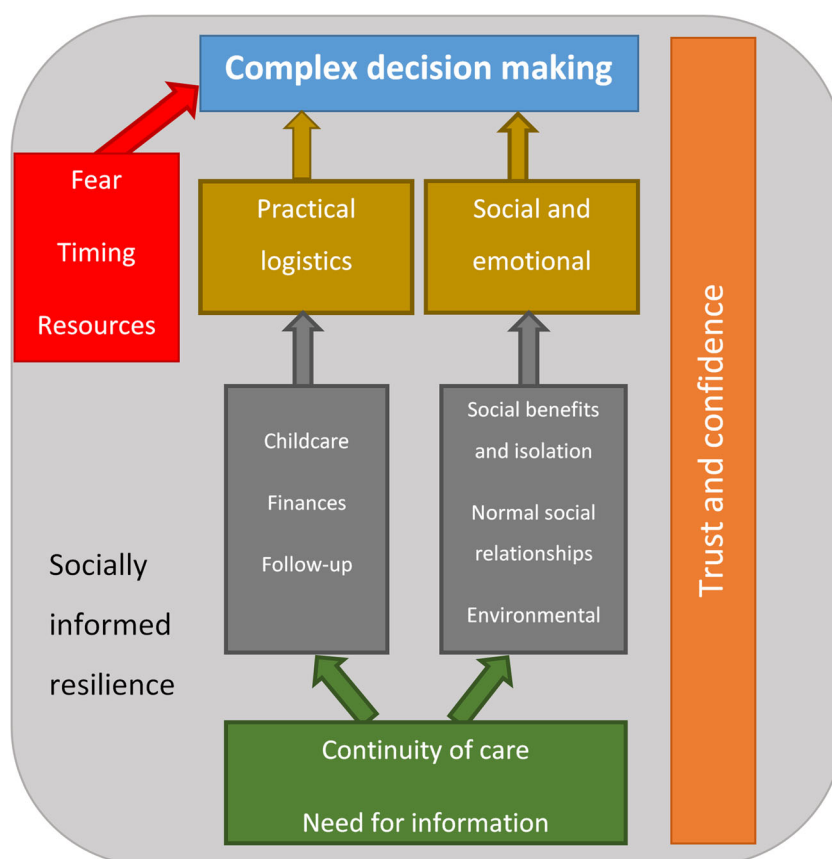 Complex decision making
Fear
Timing
Resources
Practical
logistics
Social and
emotional
Childcare
Finances
Follow-up
Social benefits
and isolation
Normal social
relationships
Environmental
Socially
informed
resilience
Continuity of care
Need for information
Trust and confidence